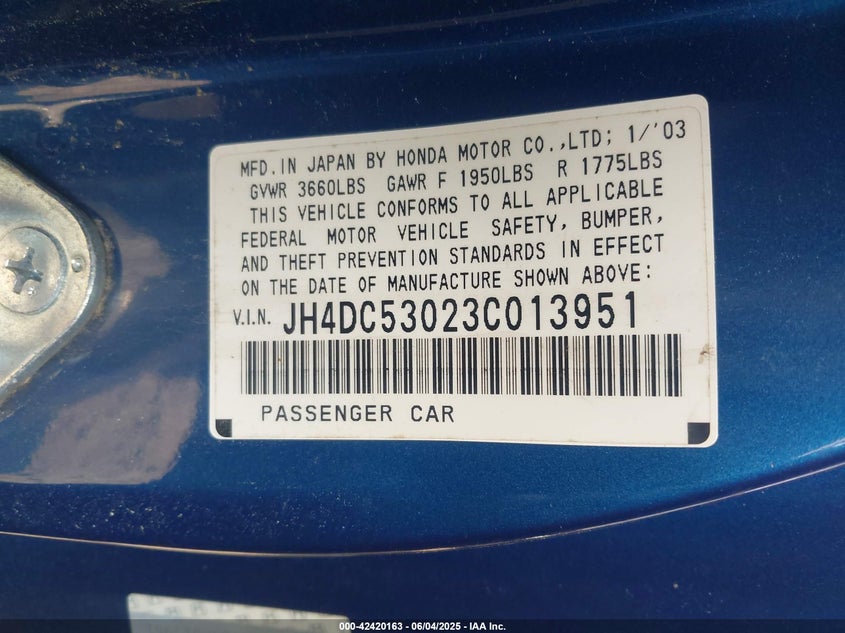 MFD.IN JAPAN BY HONDA MOTOR CO.,LTD; 1/'03
GVWR 3660LBS GAWR F 1950LBS R 1775LBS
THIS VEHICLE CONFORMS TO ALL APPLICABLE
FEDERAL MOTOR VEHICLE SAFETY, BUMPER,
AND THEFT PREVENTION STANDARDS IN EFFECT
ON THE DATE OF MANUFACTURE SHOWN ABOVE:
V.I.N. JH4DC53023C013951
PASSENGER CAR
000-42420163 - 06/04/2025 - IAA Inc.